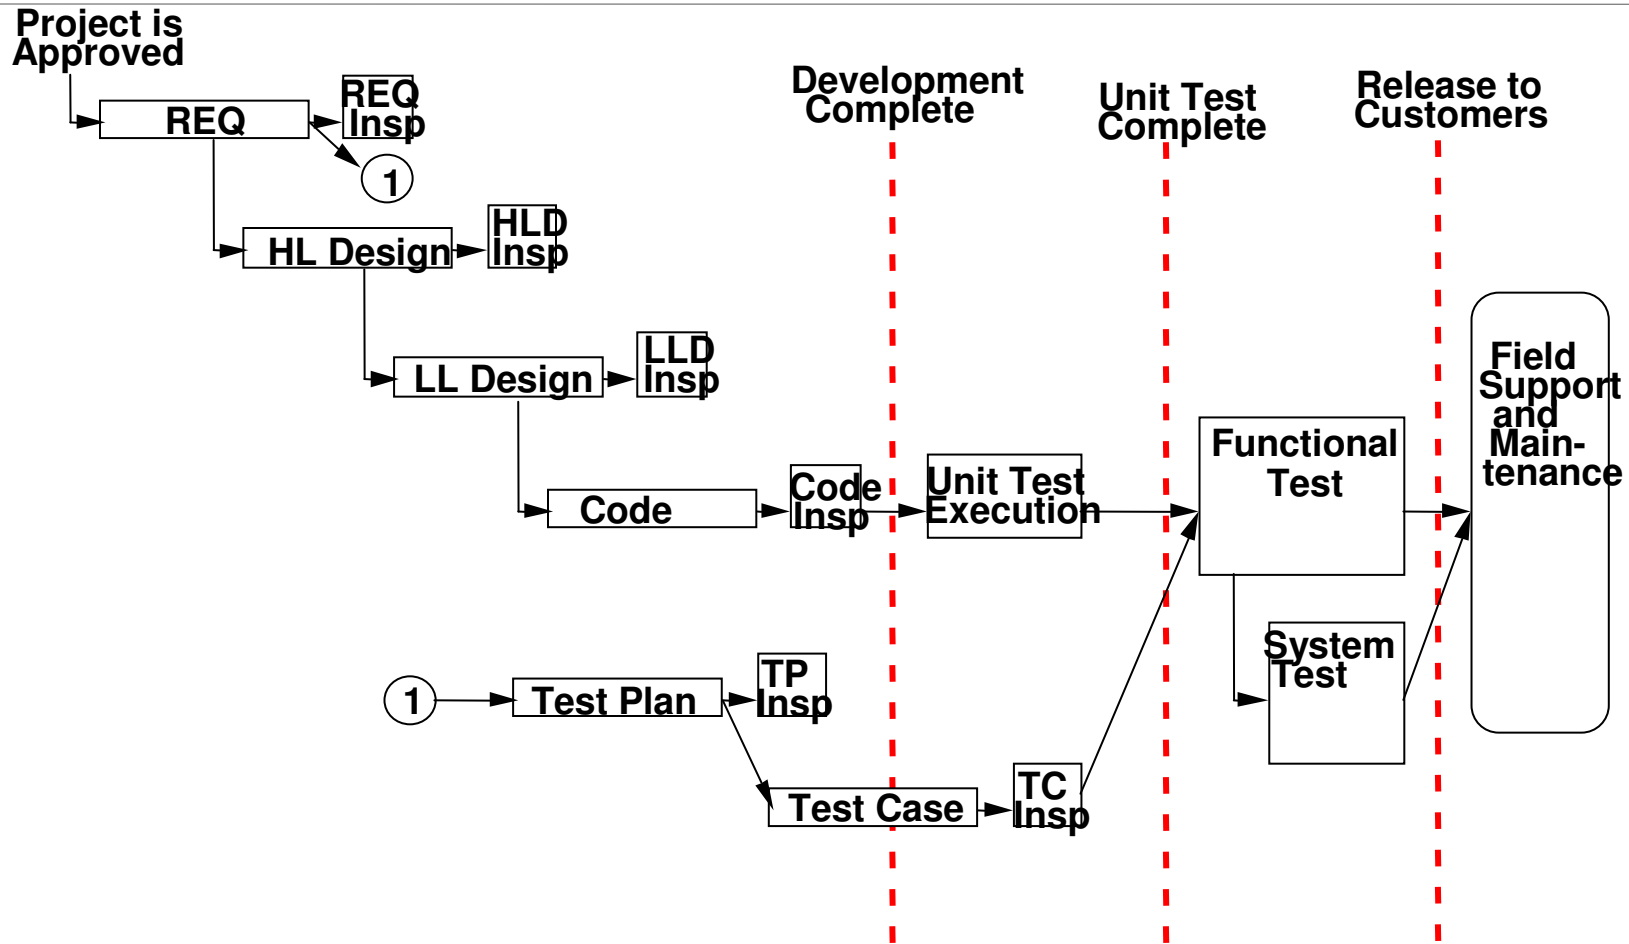 Project is
Approved
REQ
REQ
Insp
1
Development
Complete
Unit Test
Complete
Release to
Customers
HL Design
HLD
Insp
LL Design
LLD
Insp
Code
Code
Insp
Unit Test
Execution
Functional
Test
Field
Support
and
Main-
tenance
1
Test Plan
TP
Insp
System
Test
Test Case
TC
Insp